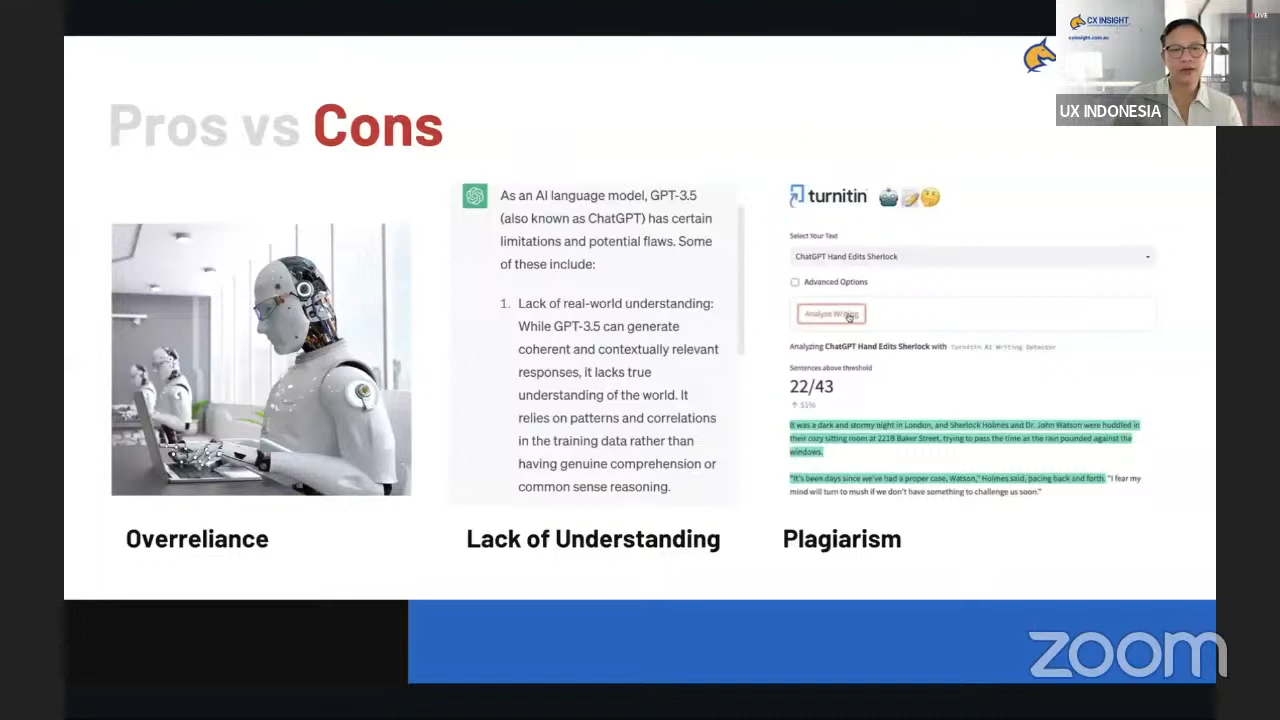 CX INSIGHT
cxinsight.com.au
LIVE
UX INDONESIA
Pros vs Cons
As an AI language model, GPT-3.5
(also known as ChatGPT) has certain
limitations and potential flaws. Some
of these include:
1. Lack of real-world understanding:
While GPT-3.5 can generate
coherent and contextually relevant
responses, it lacks true
understanding of the world. It
relies on patterns and correlations
in the training data rather than
having genuine comprehension or
common sense reasoning.
turnitin
Select Your Text
ChatGPT Hand Edits Sherlock
Advanced Options
Analyze Writing
Analyzing ChatGPT Hand Edits Sherlock with Turnitin AI Writing Detector
Sentences above threshold
22/43
↑ 51%
It was a dark and stormy night in London, and Sherlock Holmes and Dr. John Watson were huddled in
their cozy sitting room at 221B Baker Street, trying to pass the time as the rain pounded against the
windows.
"It's been days since we've had a proper case, Watson," Holmes said, pacing back and forth. "I fear my
mind will turn to mush if we don't have something to challenge us soon."
Overreliance
Lack of Understanding
Plagiarism
zoom